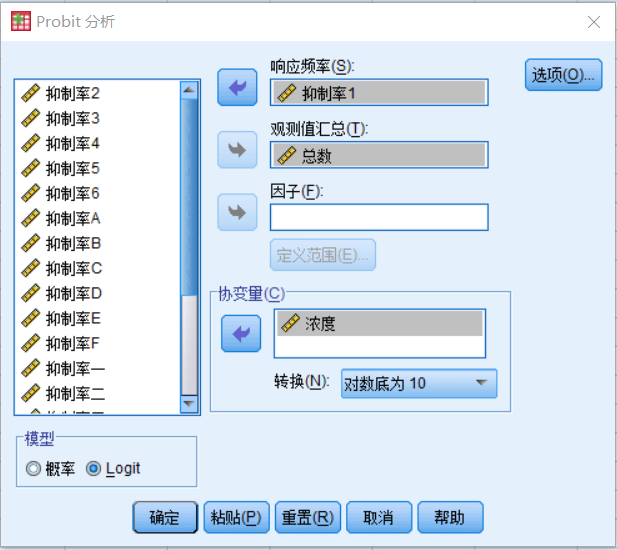 Probit 分析
抑制率2
抑制率3
抑制率4
抑制率5
抑制率6
抑制率A
抑制率B
抑制率C
抑制率D
抑制率E
抑制率F
抑制率一
抑制率二
响应频率(S):
抑制率1
观测值汇总(T):
总数
因子(F):
定义范围(E)...
协变量(C)
浓度
转换(N): 对数底为 10
选项(O)...
模型
概率 Logit
确定 粘贴(P) 重置(R) 取消 帮助